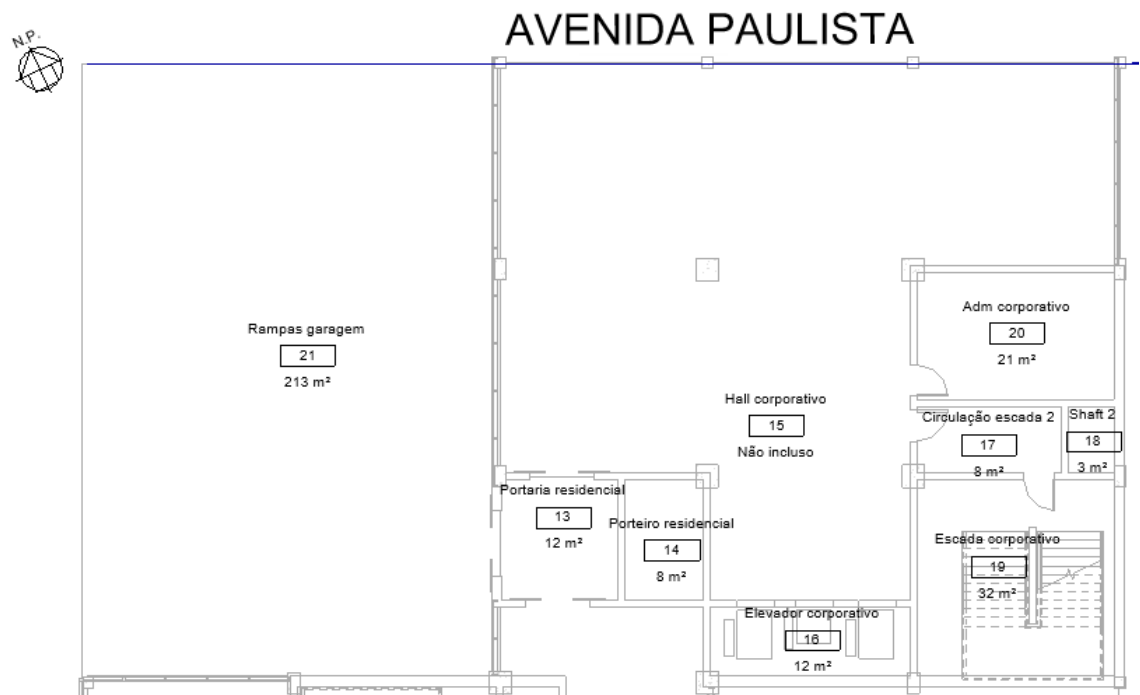 AVENIDA PAULISTA
N.P.
Rampas garagem
21
213 m²
Adm corporativo
20
21 m²
Hall corporativo
15
Não incluso
Circulação escada 2
17
8 m²
Shaft 2
18
3 m²
Portaria residencial
13
12 m²
Porteiro residencial
14
8 m²
Escada corporativo
19
32 m²
Elevador corporativo
16
12 m²